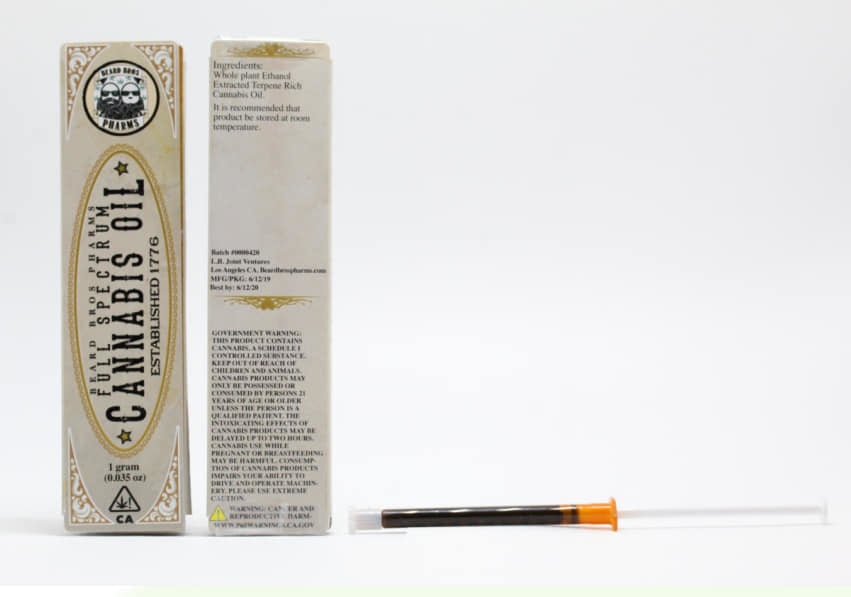 BEARD BROS
PHARMS
BEARD BROS PHARMS
FULL SPECTRUM
CANNABIS OIL
ESTABLISHED 1776
1 gram
(0.035 oz)
CA
Ingredients:
Whole plant Ethanol
Extracted Terpene Rich
Cannabis Oil.
It is recommended that
product be stored at room
temperature.
Batch #0000420
L.B. Joint Ventures
Los Angeles CA. Beardbrospharms.com
MFG/PKG: 6/12/19
Best by: 6/12/20
GOVERNMENT WARNING:
THIS PRODUCT CONTAINS
CANNABIS, A SCHEDULE I
CONTROLLED SUBSTANCE.
KEEP OUT OF REACH OF
CHILDREN AND ANIMALS.
CANNABIS PRODUCTS MAY
ONLY BE POSSESSED OR
CONSUMED BY PERSONS 21
YEARS OF AGE OR OLDER
UNLESS THE PERSON IS A
QUALIFIED PATIENT. THE
INTOXICATING EFFECTS OF
CANNABIS PRODUCTS MAY BE
DELAYED UP TO TWO HOURS.
CANNABIS USE WHILE
PREGNANT OR BREASTFEEDING
MAY BE HARMFUL. CONSUMP-
TION OF CANNABIS PRODUCTS
IMPAIRS YOUR ABILITY TO
DRIVE AND OPERATE MACHIN-
ERY. PLEASE USE EXTREME
CAUTION.
WARNING: CANCER AND
REPRODUCTIVE HARM-
WWW.P65WARNING.CA.GOV